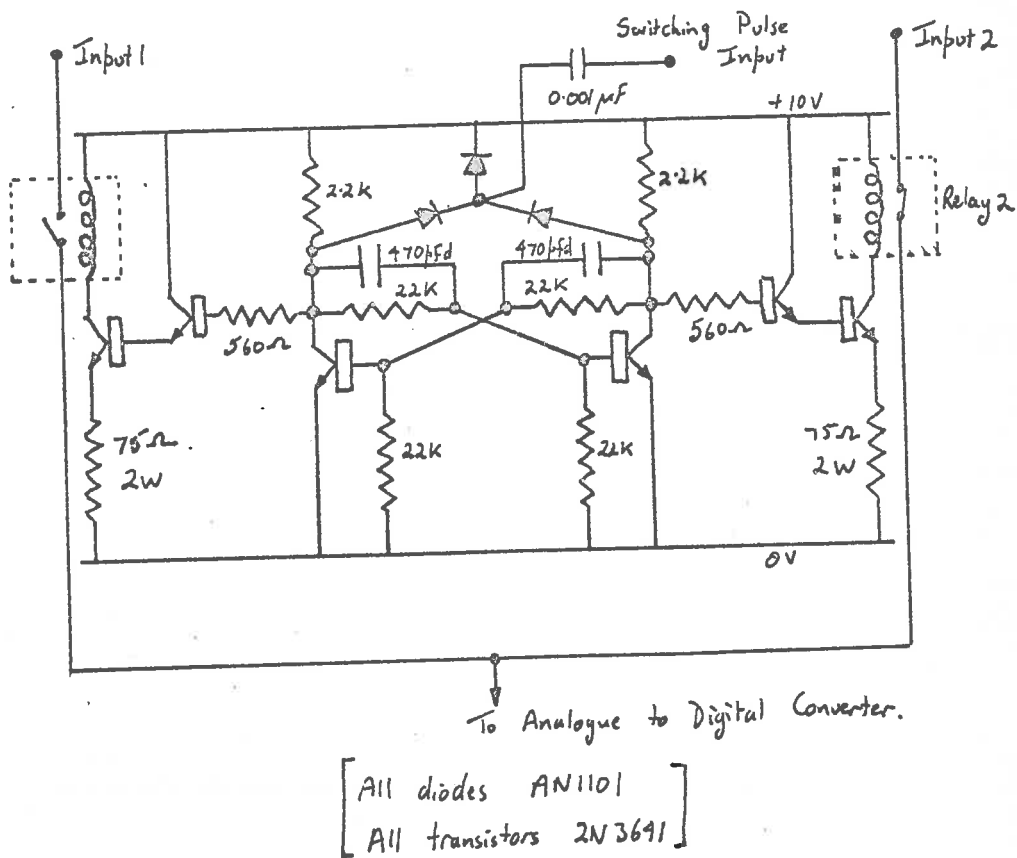 Input 1
Switching Pulse
Input
Input 2
0.001 µF
+10V
2.2K
2.2K
Relay 2
470pfd
470pfd
22K
22K
560Ω
560Ω
75Ω
2W
22K
22K
75Ω
2W
0V
To Analogue to Digital Converter.
[All diodes AN1101
All transistors 2N3641]